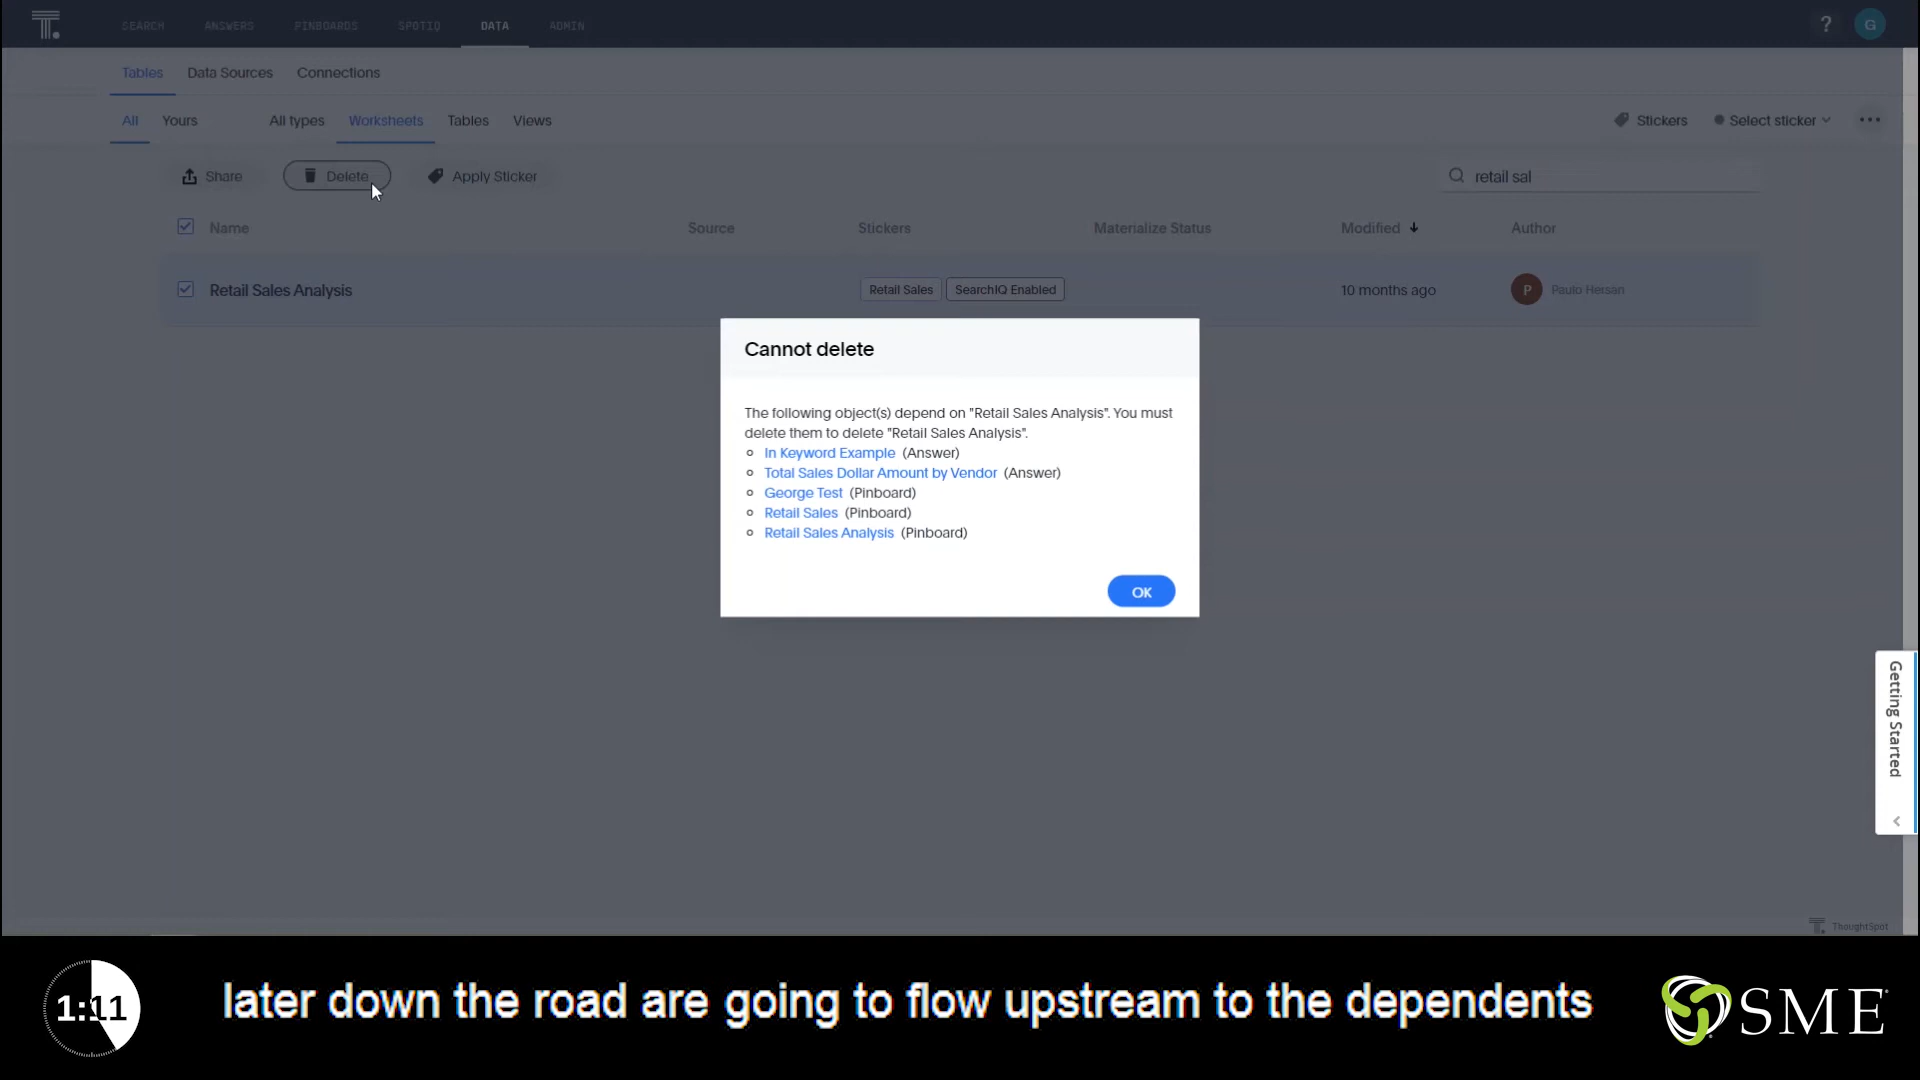 T. SEARCH ANSWERS PINBOARDS SPOTIQ DATA ADMIN ? G
Tables Data Sources Connections
All Yours All types Worksheets Tables Views Stickers Select sticker
Share Delete Apply Sticker retail sal
Name Source Stickers Materialize Status Modified Author
Retail Sales Analysis Retail Sales SearchIQ Enabled 10 months ago P Paulo Hersan
Cannot delete
The following object(s) depend on "Retail Sales Analysis". You must
delete them to delete "Retail Sales Analysis".
In Keyword Example (Answer)
Total Sales Dollar Amount by Vendor (Answer)
George Test (Pinboard)
Retail Sales (Pinboard)
Retail Sales Analysis (Pinboard)
OK
Getting Started
T. ThoughtSpot
1:11 later down the road are going to flow upstream to the dependents SME